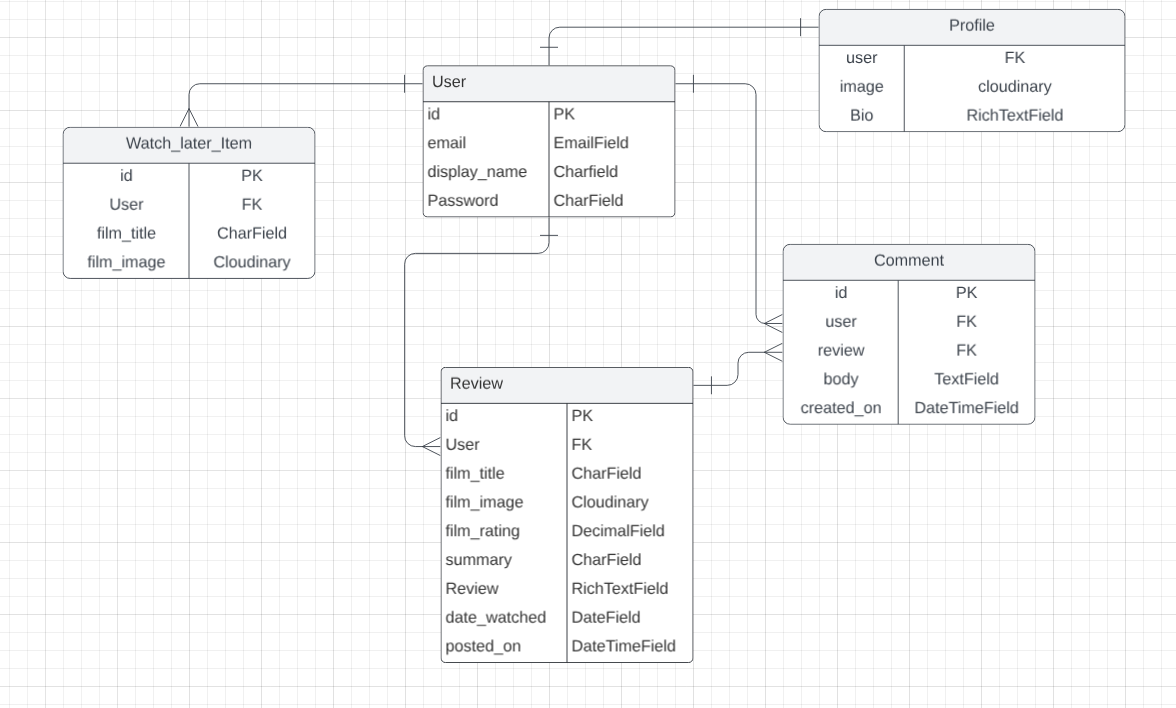 Profile
user FK
image cloudinary
Bio RichTextField
User
id PK
email EmailField
display_name Charfield
Password CharField
Watch_later_Item
id PK
User FK
film_title CharField
film_image Cloudinary
Comment
id PK
user FK
review FK
body TextField
created_on DateTimeField
Review
id PK
User FK
film_title CharField
film_image Cloudinary
film_rating DecimalField
summary CharField
Review RichTextField
date_watched DateField
posted_on DateTimeField